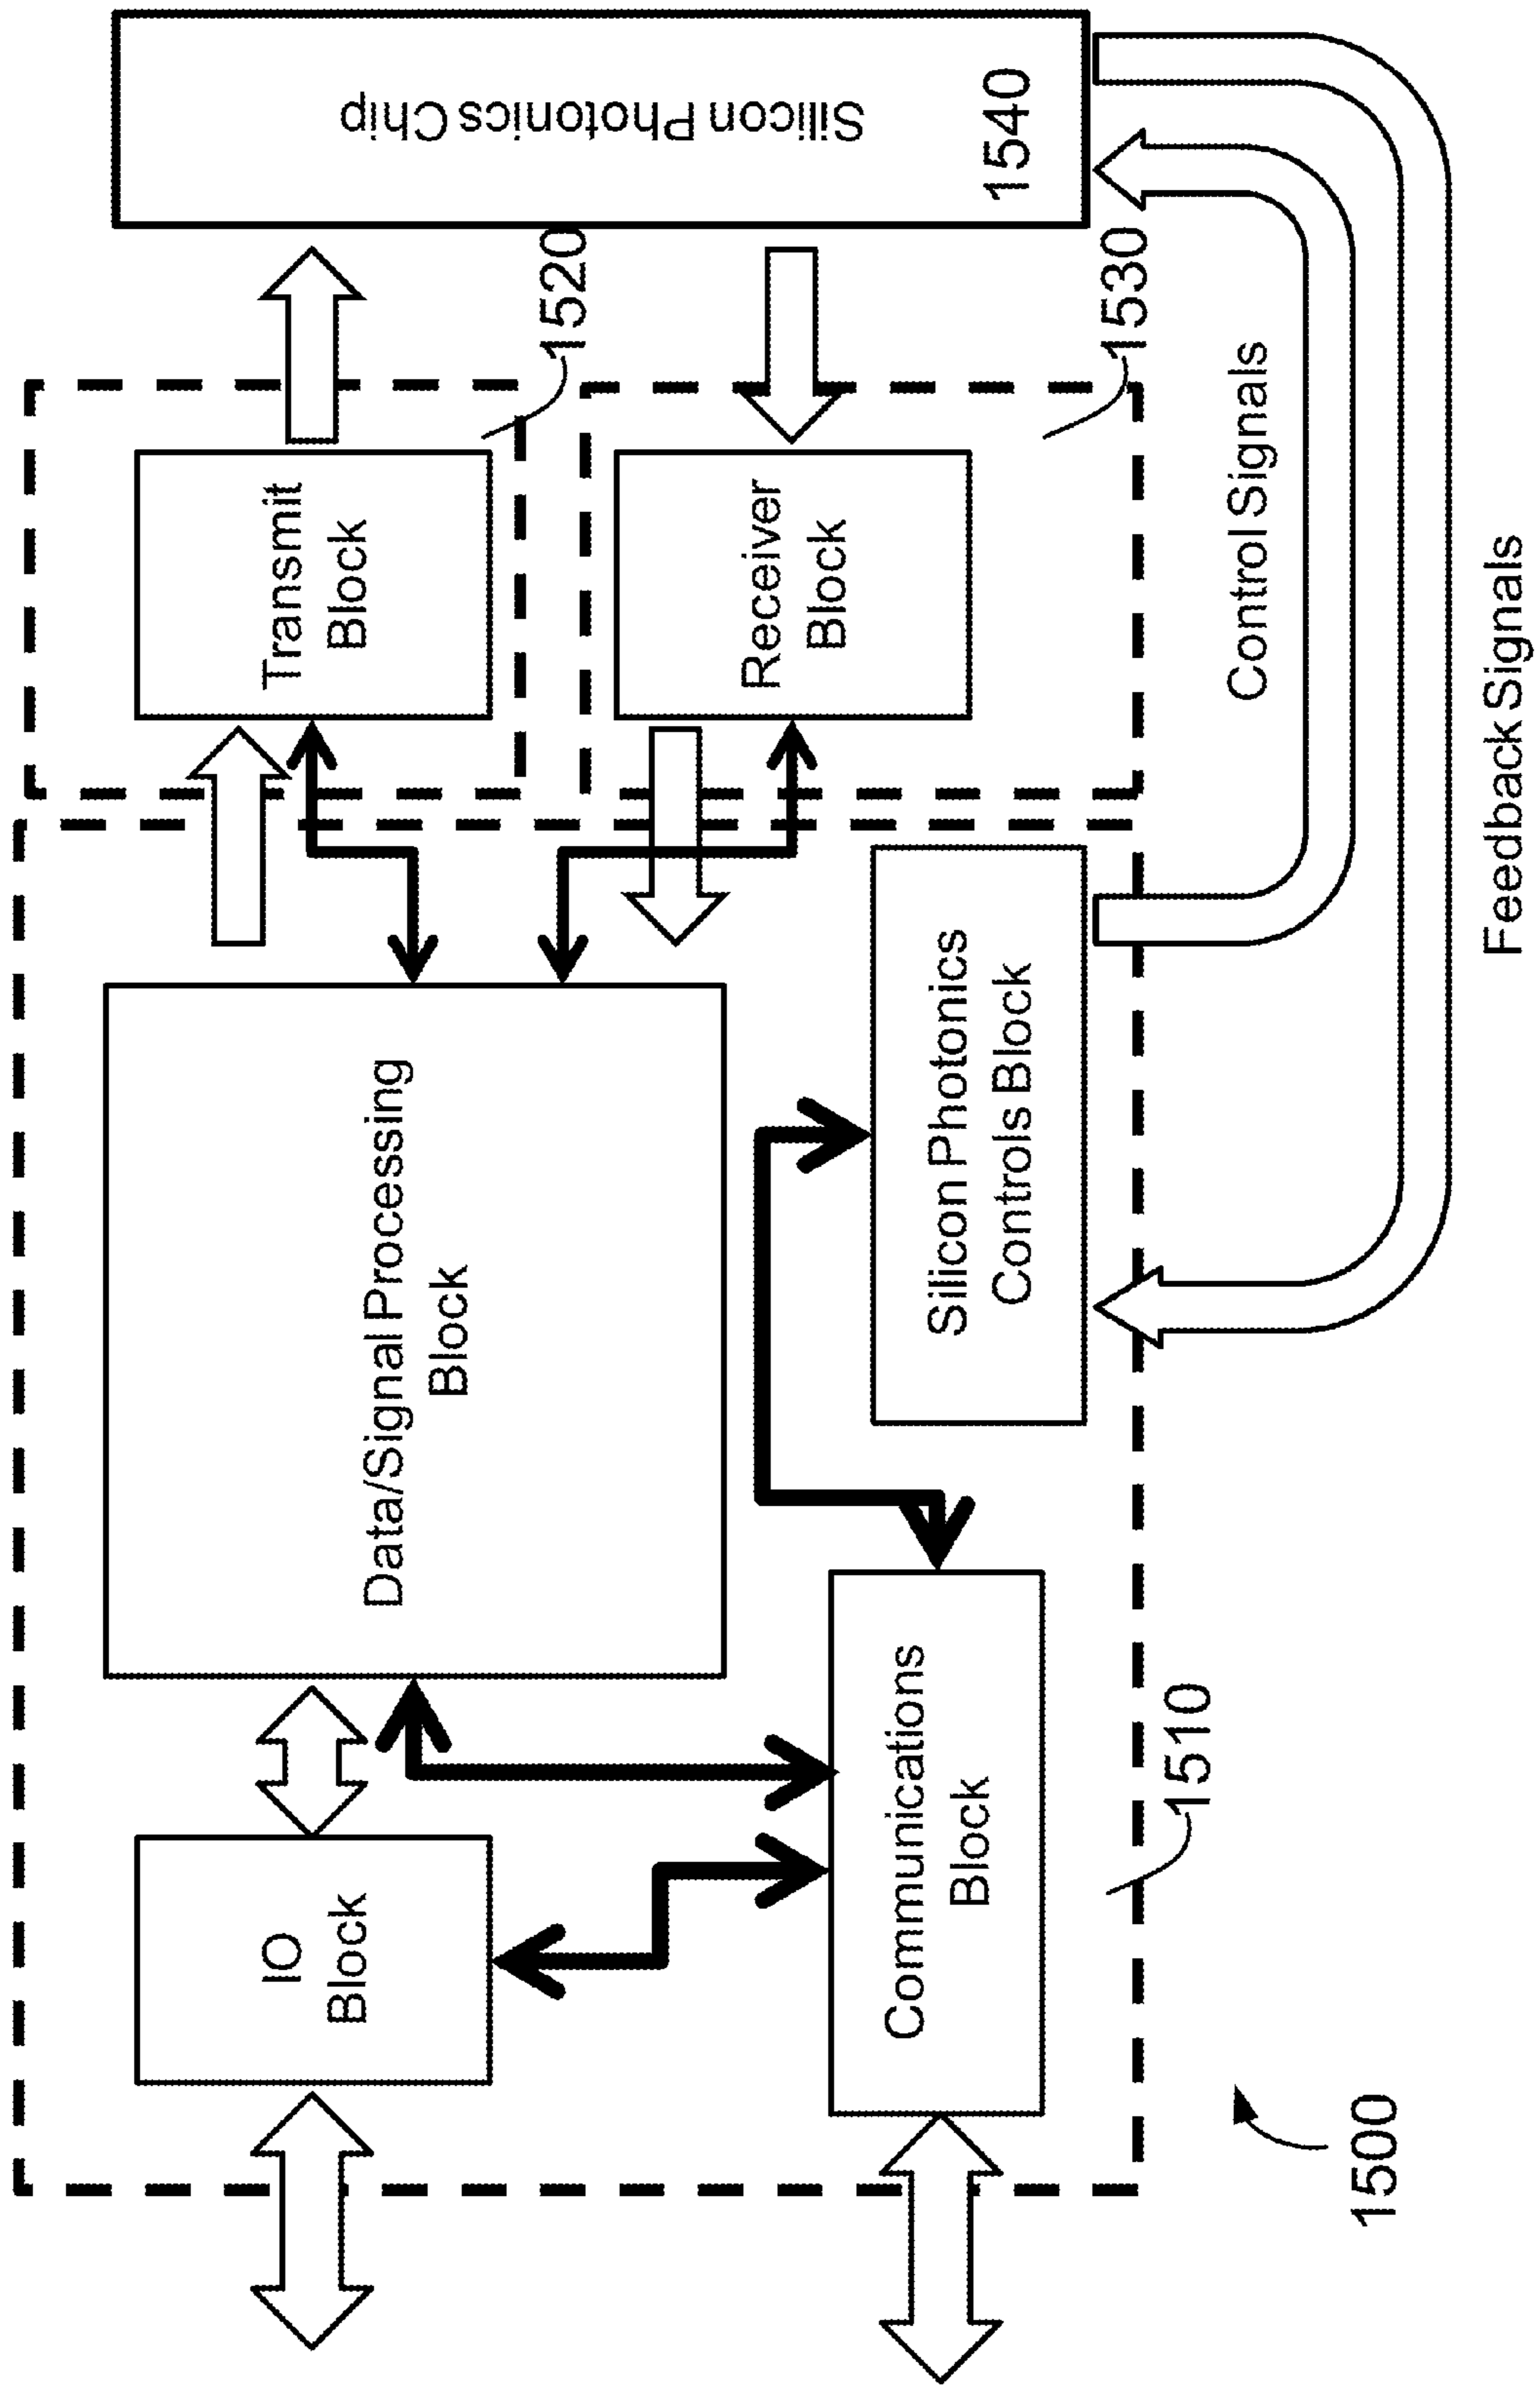 IO
Block
Data/Signal Processing
Block
Transmit
Block
1520
Silicon Photonics Chip
1540
Receiver
Block
1530
Communications
Block
Silicon Photonics
Controls Block
1510
Control Signals
Feedback Signals
1500